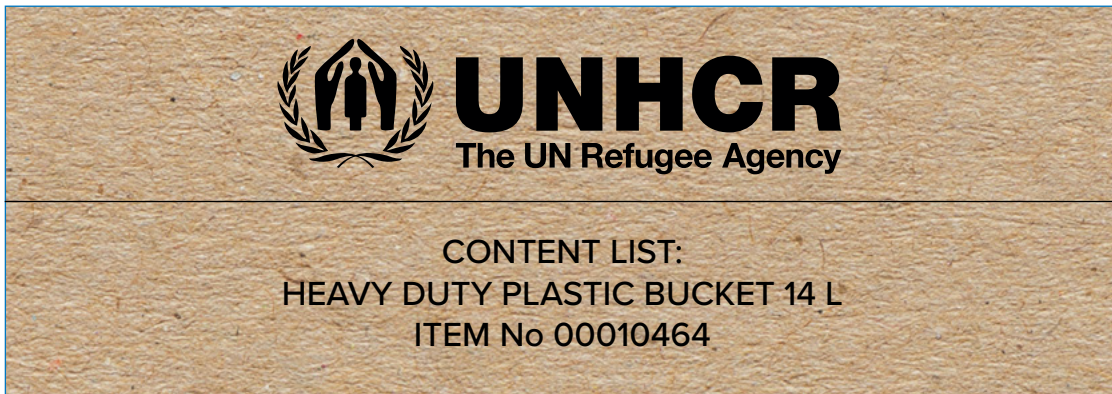 UNHCR
The UN Refugee Agency
CONTENT LIST:
HEAVY DUTY PLASTIC BUCKET 14 L
ITEM No 00010464